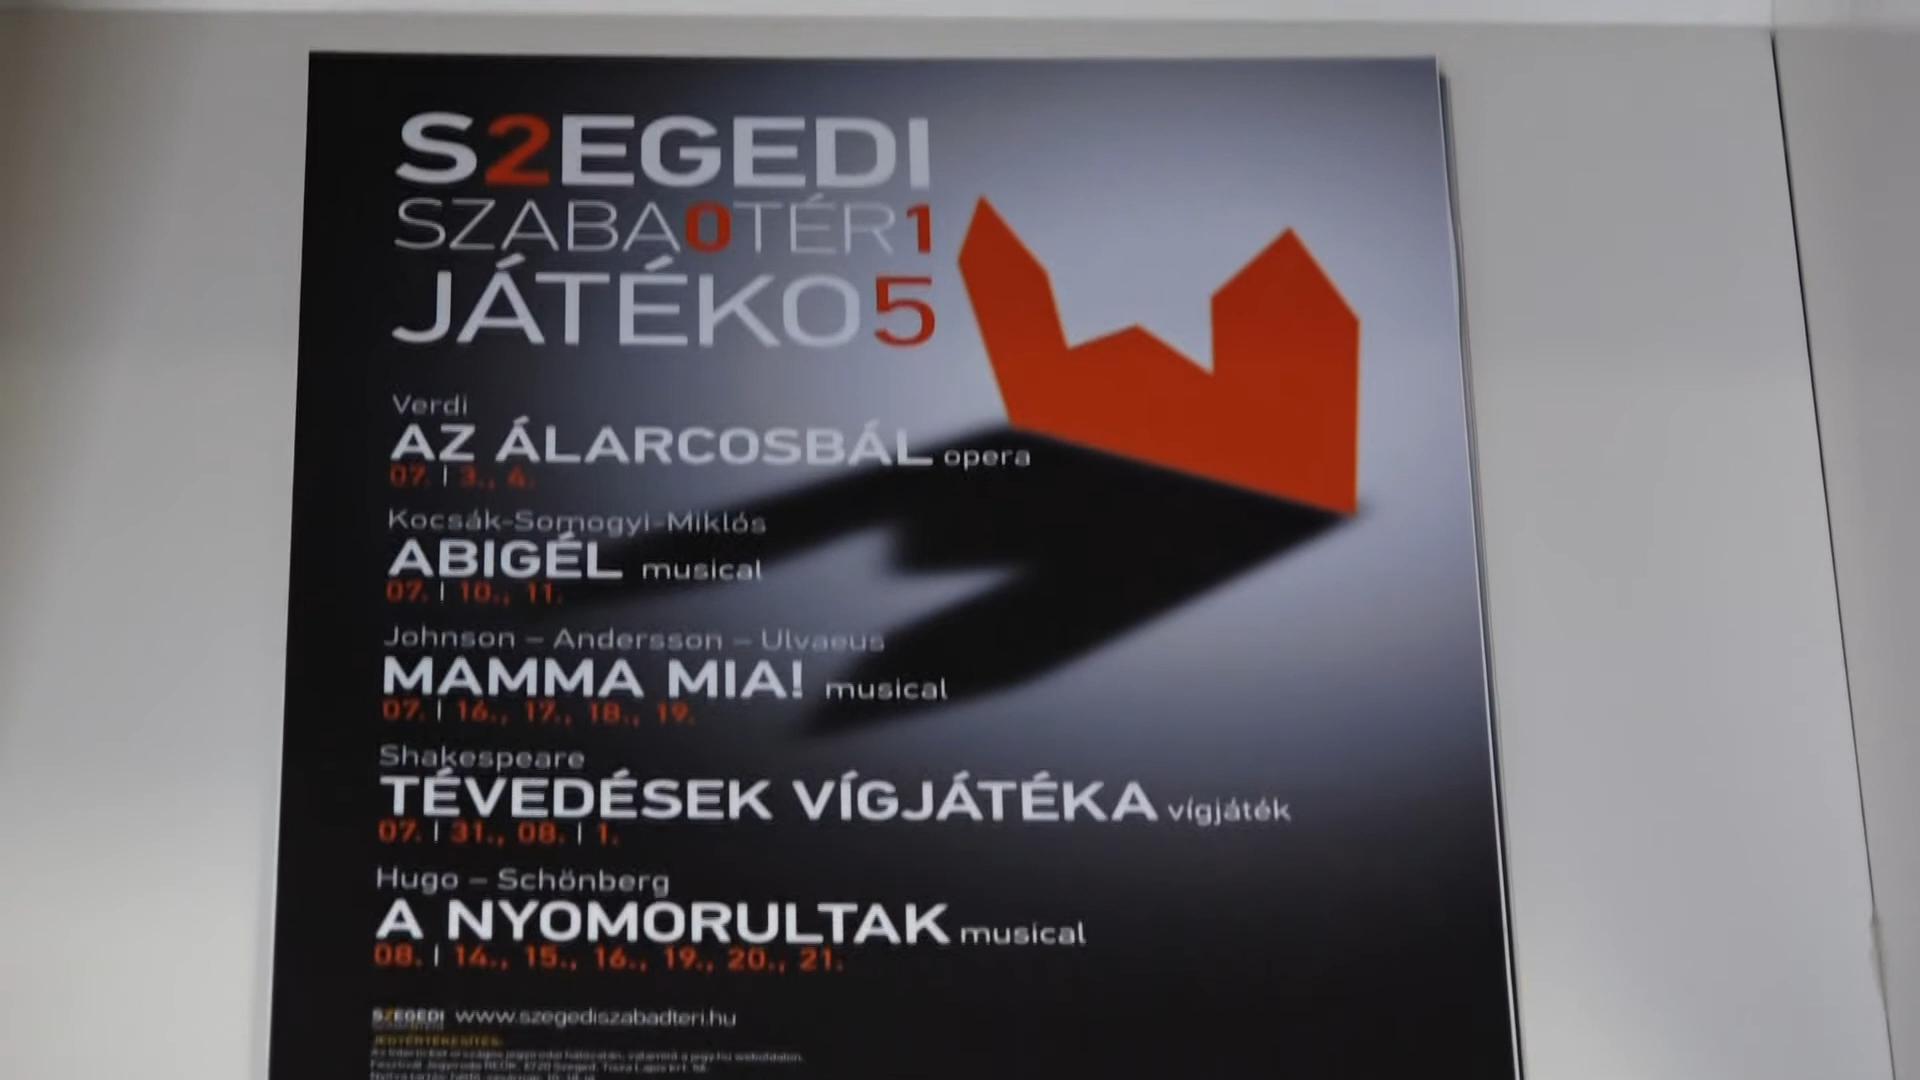 S2EGEDI
SZABA0TÉR1
JÁTÉKO5
Verdi
AZ ÁLARCOSBÁL opera
07. | 3., 4.
Kocsák-Somogyi-Miklós
ABIGÉL musical
07. | 10., 11.
Johnson – Andersson – Ulvaeus
MAMMA MIA! musical
07. | 16., 17., 18., 19.
Shakespeare
TÉVEDÉSEK VÍGJÁTÉKA vígjáték
07. | 31., 08. | 1.
Hugo – Schönberg
A NYOMORULTAK musical
08. | 14., 15., 16., 19., 20., 21.
SZEGEDI www.szegediszabadteri.hu
JEGYÉRTÉKESÍTÉS: